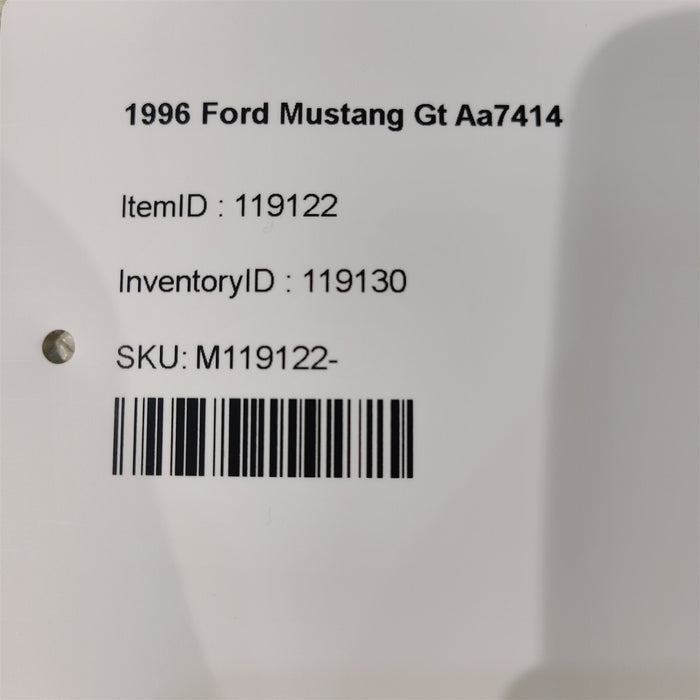 1996 Ford Mustang Gt Aa7414
ItemID : 119122
InventoryID : 119130
SKU: M119122-